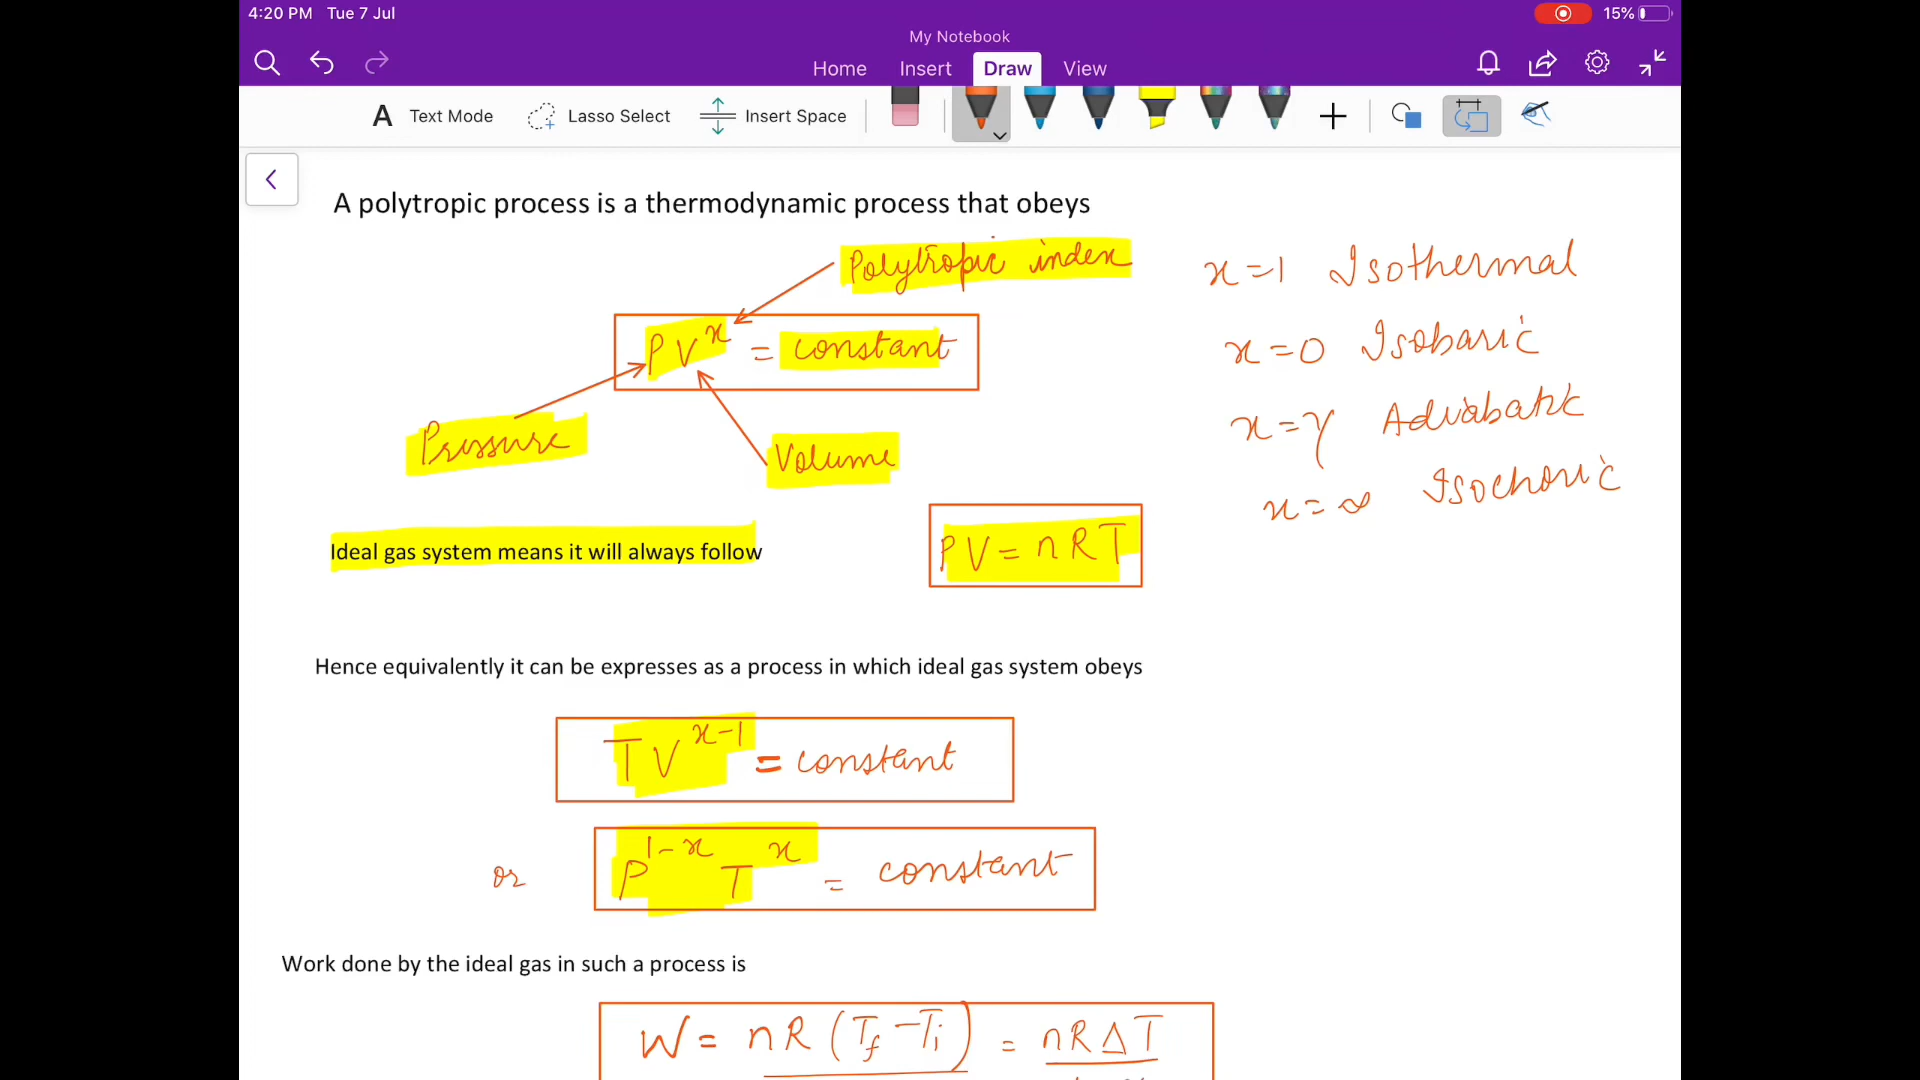 4:20 PM Tue 7 Jul
15%
My Notebook
Home Insert Draw View
A Text Mode Lasso Select Insert Space
A polytropic process is a thermodynamic process that obeys
Polytropic index
x=1 Isothermal
PVˣ = constant
x=0 Isobaric
x=γ Adiabatic
Pressure
Volume
x=∞ Isochoric
Ideal gas system means it will always follow
PV=nRT
Hence equivalently it can be expresses as a process in which ideal gas system obeys
TVˣ⁻¹ = constant
or P¹⁻ˣ Tˣ = constant
Work done by the ideal gas in such a process is
W = nR(Tf-Ti) = nRΔT